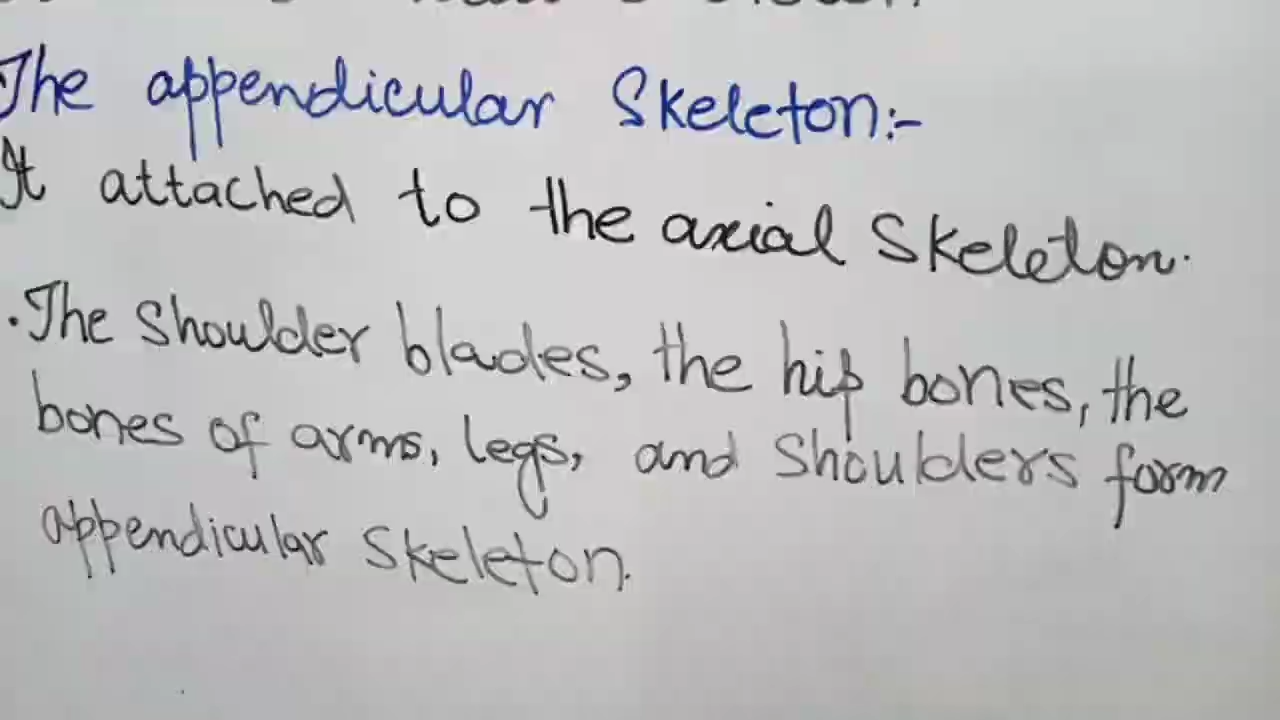 The appendicular Skeleton:-
It attached to the axial Skeleton.
.The Shoulder blades, the hip bones, the
bones of arms, legs, and Shoulders form
appendicular Skeleton.